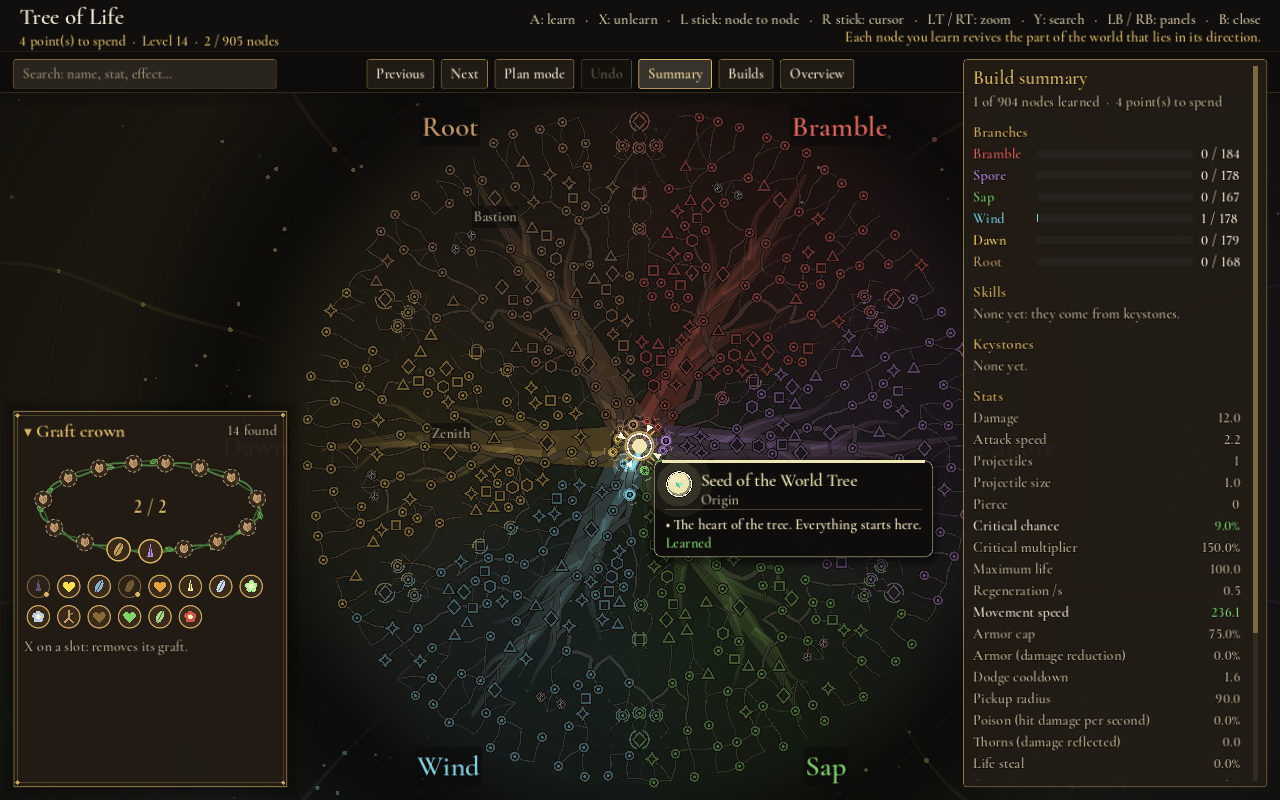 Tree of Life
A: learn · X: unlearn · L stick: node to node · R stick: cursor · LT / RT: zoom · Y: search · LB / RB: panels · B: close
4 point(s) to spend · Level 14 · 2 / 905 nodes
Each node you learn revives the part of the world that lies in its direction.
Search: name, stat, effect...
Previous
Next
Plan mode
Undo
Summary
Builds
Overview
Root
Bramble
Bastion
Zenith
Dawn
Wind
Sap
Graft crown
14 found
2 / 2
X on a slot: removes its graft.
Seed of the World Tree
Origin
• The heart of the tree. Everything starts here.
Learned
Build summary
1 of 904 nodes learned · 4 point(s) to spend
Branches
Bramble 0 / 184
Spore 0 / 178
Sap 0 / 167
Wind 1 / 178
Dawn 0 / 179
Root 0 / 168
Skills
None yet: they come from keystones.
Keystones
None yet.
Stats
Damage 12.0
Attack speed 2.2
Projectiles 1
Projectile size 1.0
Pierce 0
Critical chance 9.0%
Critical multiplier 150.0%
Maximum life 100.0
Regeneration /s 0.5
Movement speed 236.1
Armor cap 75.0%
Armor (damage reduction) 0.0%
Dodge cooldown 1.6
Pickup radius 90.0
Poison (hit damage per second) 0.0%
Thorns (damage reflected) 0.0
Life steal 0.0%